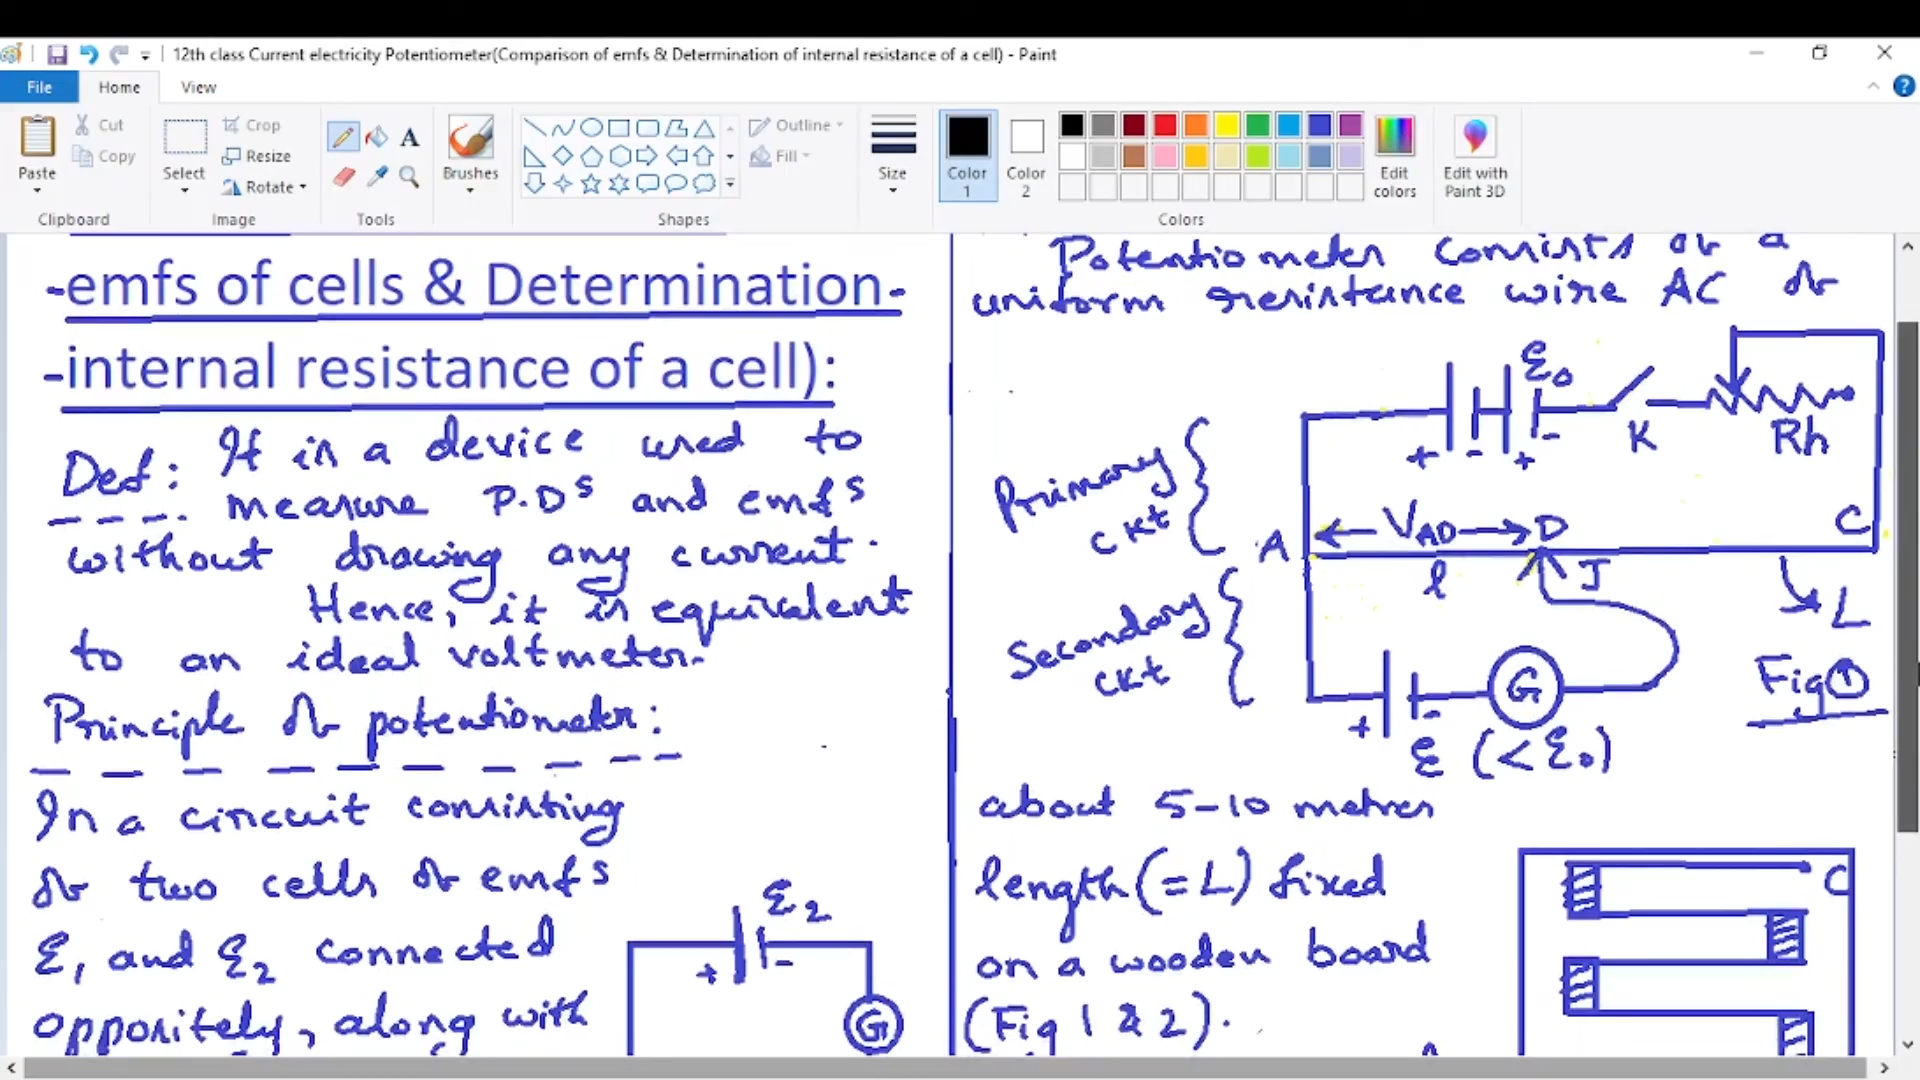 12th class Current electricity Potentiometer(Comparison of emfs & Determination of internal resistance of a cell) - Paint
File Home View
Paste
Cut
Copy
Clipboard
Select
Crop
Resize
Rotate
Image
A
Tools
Brushes
Outline
Fill
Shapes
Size
Color 1
Color 2
Edit colors
Colors
Edit with Paint 3D
-emfs of cells & Determination-
-internal resistance of a cell):
Def: It is a device used to
measure P.Ds and emfs
without drawing any current.
Hence, it is equivalent
to an ideal voltmeter.
Principle of potentiometer:
In a circuit consisting
of two cells of emfs
ε1 and ε2 connected
oppositely, along with
ε2
+ -
G
Potentiometer consists of a
uniform resistance wire AC of
ε0
+ - + - K Rh
Primary ckt
A VAD D C
l J L
Secondary ckt
G
+ - ε (< ε0)
Fig 1
about 5-10 metres
length (= L) fixed
on a wooden board
(Fig 1 & 2).
C